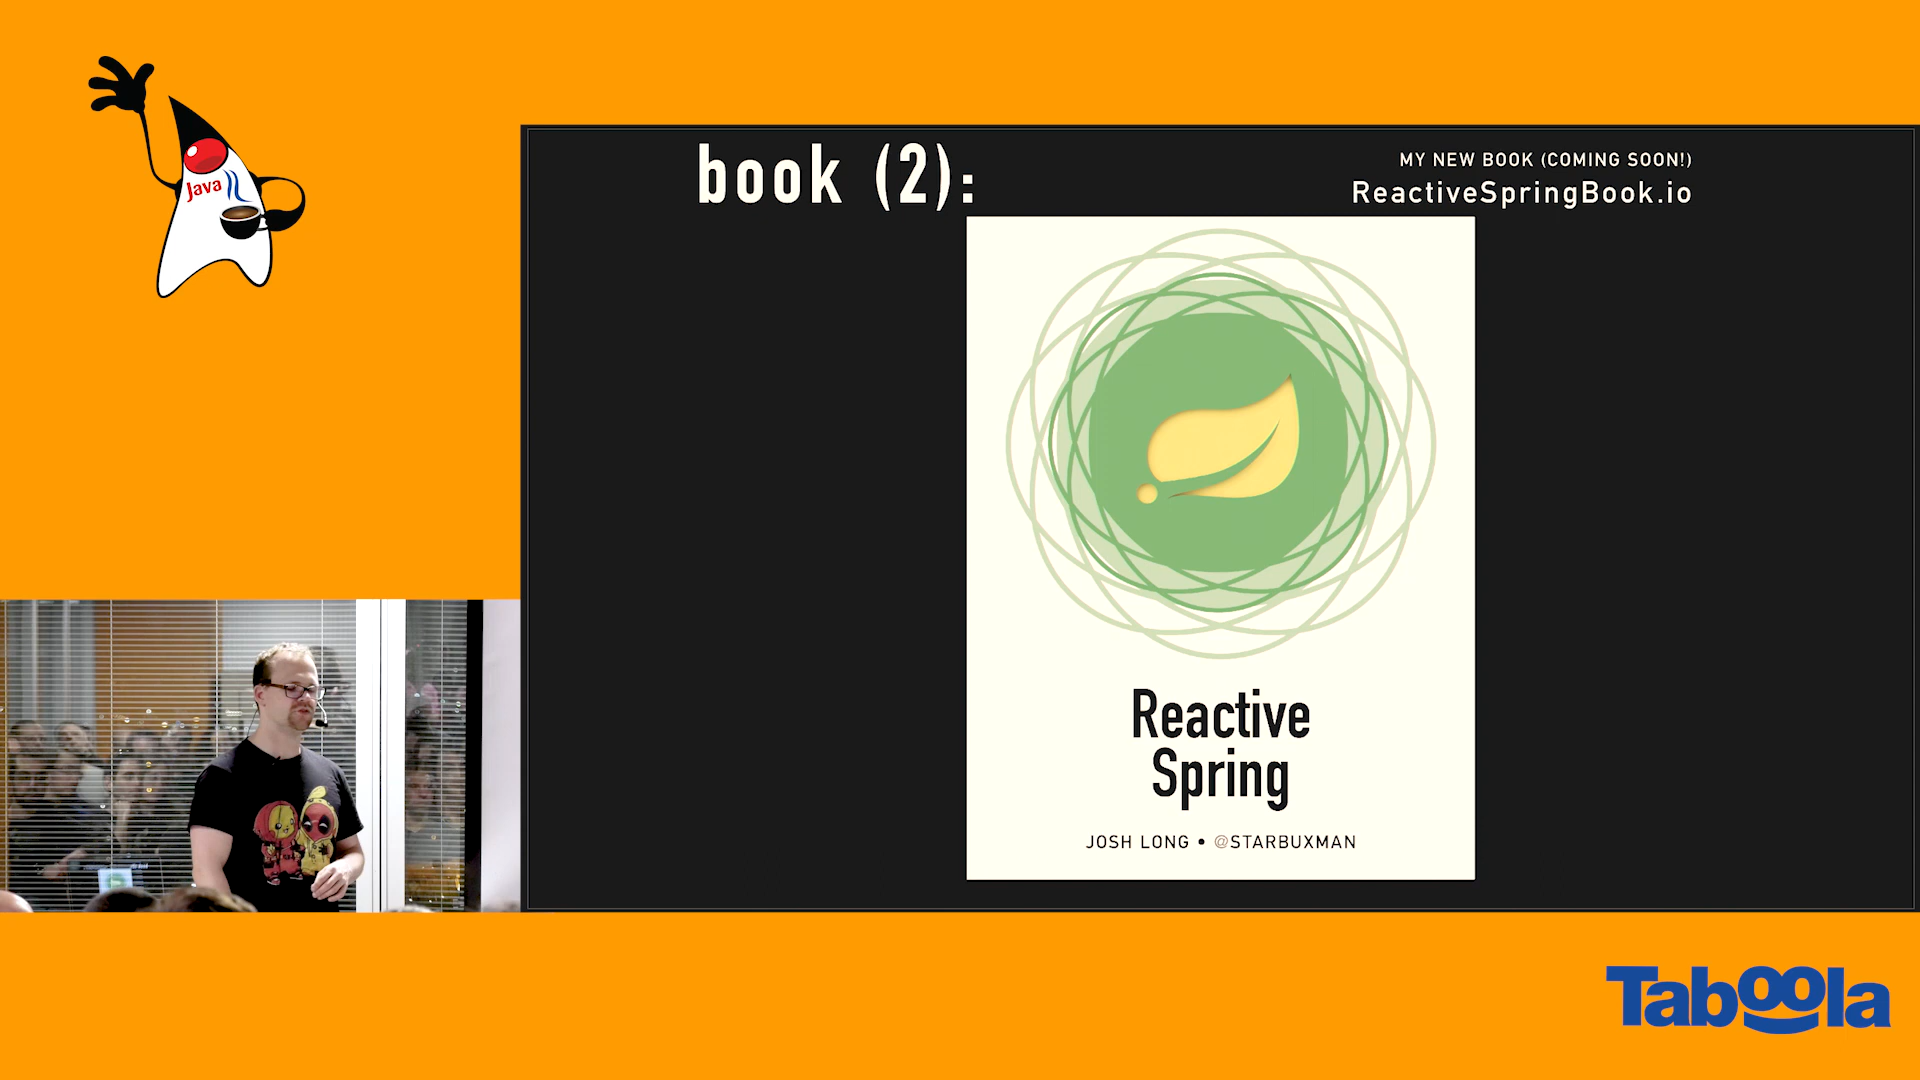 Java
book (2):
MY NEW BOOK (COMING SOON!)
ReactiveSpringBook.io
Reactive
Spring
JOSH LONG • @STARBUXMAN
Taboola